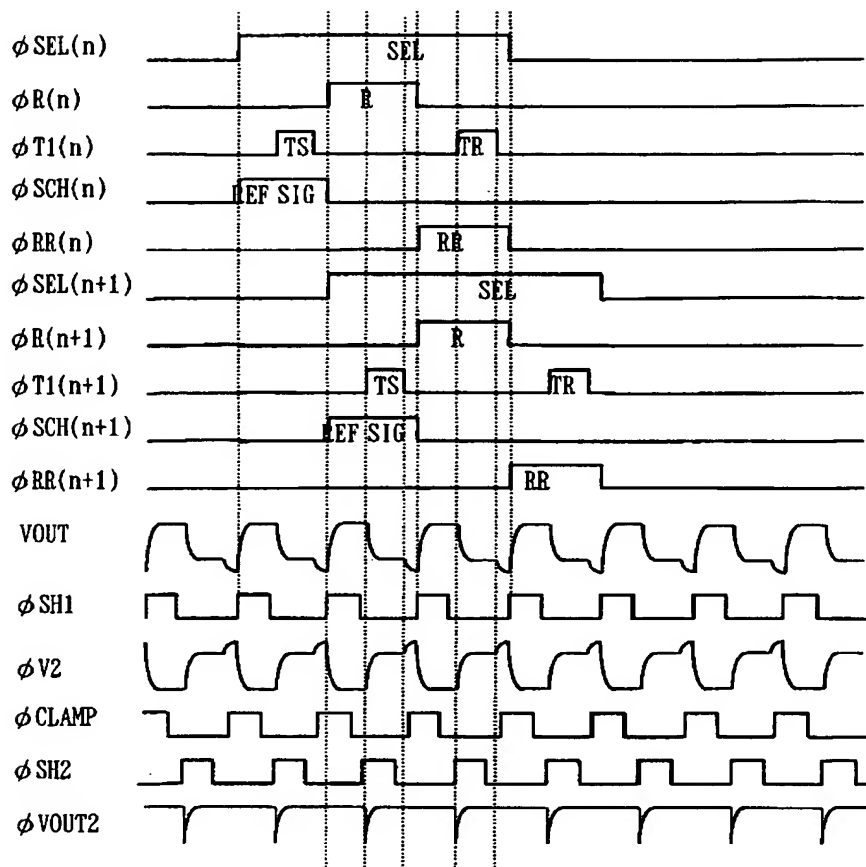 φSEL(n) SEL
φR(n) R
φT1(n) TS TR
φSCH(n) REF SIG
φRR(n) RR
φSEL(n+1) SEL
φR(n+1) R
φT1(n+1) TS TR
φSCH(n+1) REF SIG
φRR(n+1) RR
VOUT
φSH1
φV2
φCLAMP
φSH2
φVOUT2